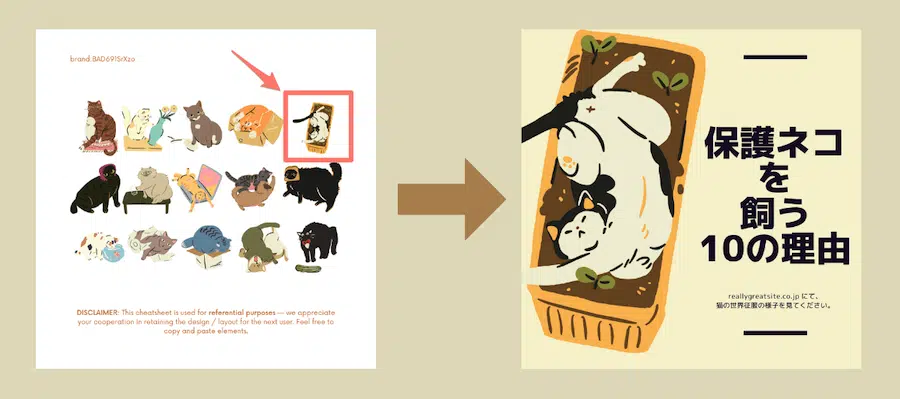 brand:BAD691SrXzo
DISCLAIMER: This cheatsheet is used for referential purposes — we appreciate
your cooperation in retaining the design / layout for the next user. Feel free to
copy and paste elements.
保護ネコ
を
飼う
10の理由
reallygreatsite.co.jp にて、
猫の世界征服の様子を見てください。